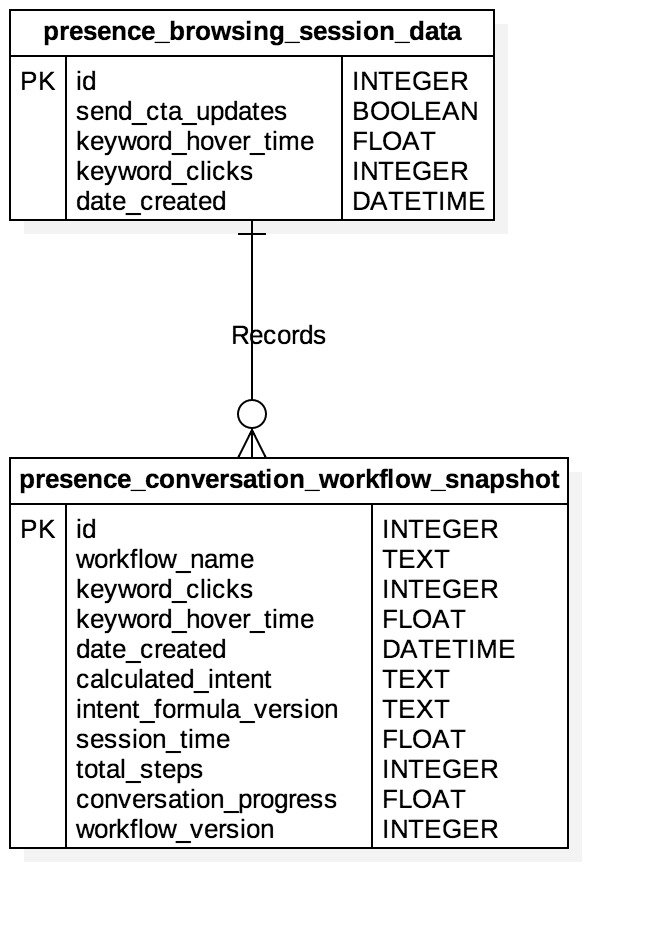 presence_browsing_session_data
PK id INTEGER
send_cta_updates BOOLEAN
keyword_hover_time FLOAT
keyword_clicks INTEGER
date_created DATETIME
Records
presence_conversation_workflow_snapshot
PK id INTEGER
workflow_name TEXT
keyword_clicks INTEGER
keyword_hover_time FLOAT
date_created DATETIME
calculated_intent TEXT
intent_formula_version TEXT
session_time FLOAT
total_steps INTEGER
conversation_progress FLOAT
workflow_version INTEGER